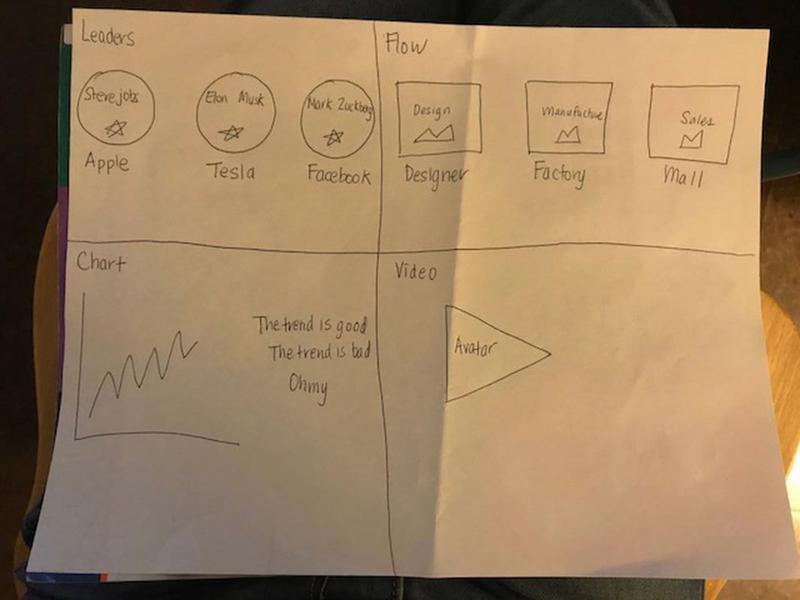 Leaders
Steve jobs
Elon Musk
Mark Zuckberg
Apple
Tesla
Facebook
Flow
Design
Manufactue
Sales
Designer
Factory
Mall
Chart
The trend is good
The trend is bad
Ohmy
Video
Avatar